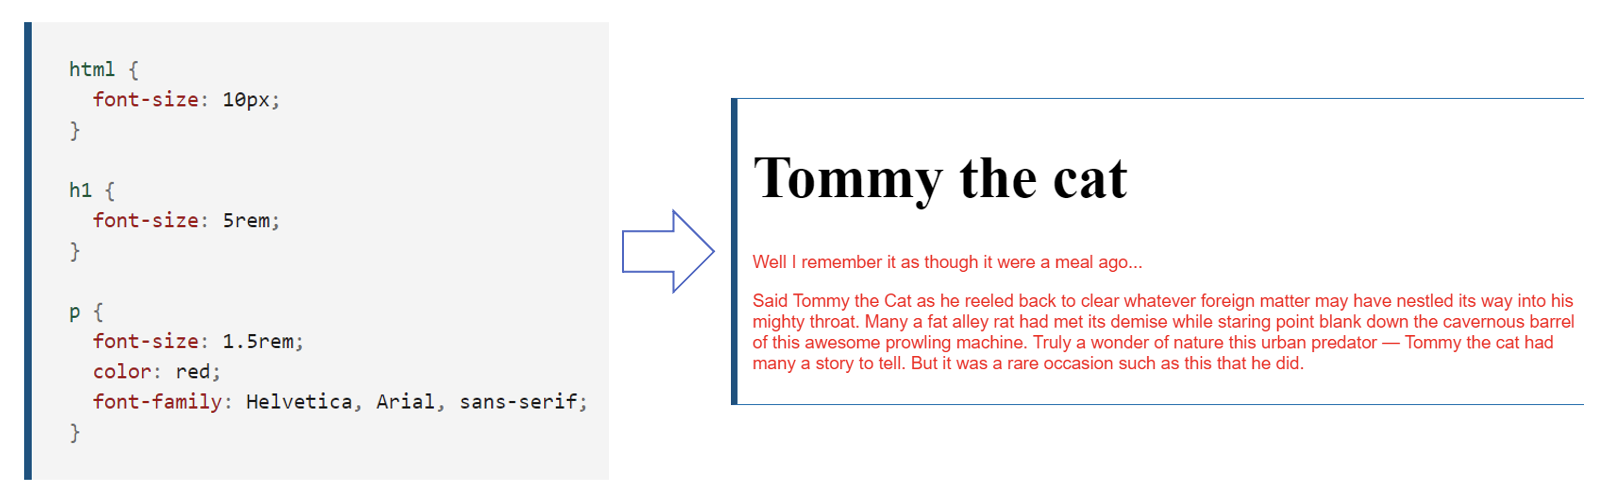 html {
  font-size: 10px;
}
h1 {
  font-size: 5rem;
}
p {
  font-size: 1.5rem;
  color: red;
  font-family: Helvetica, Arial, sans-serif;
}
Tommy the cat
Well I remember it as though it were a meal ago...
Said Tommy the Cat as he reeled back to clear whatever foreign matter may have nestled its way into his
mighty throat. Many a fat alley rat had met its demise while staring point blank down the cavernous barrel
of this awesome prowling machine. Truly a wonder of nature this urban predator — Tommy the cat had
many a story to tell. But it was a rare occasion such as this that he did.